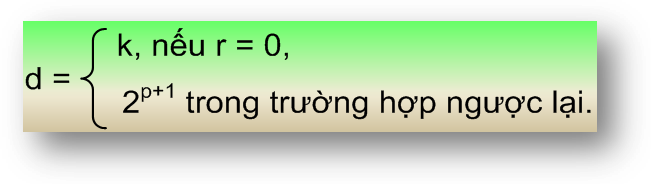 k, nếu r = 0,
d =
2^{p+1} trong trường hợp ngược lại.